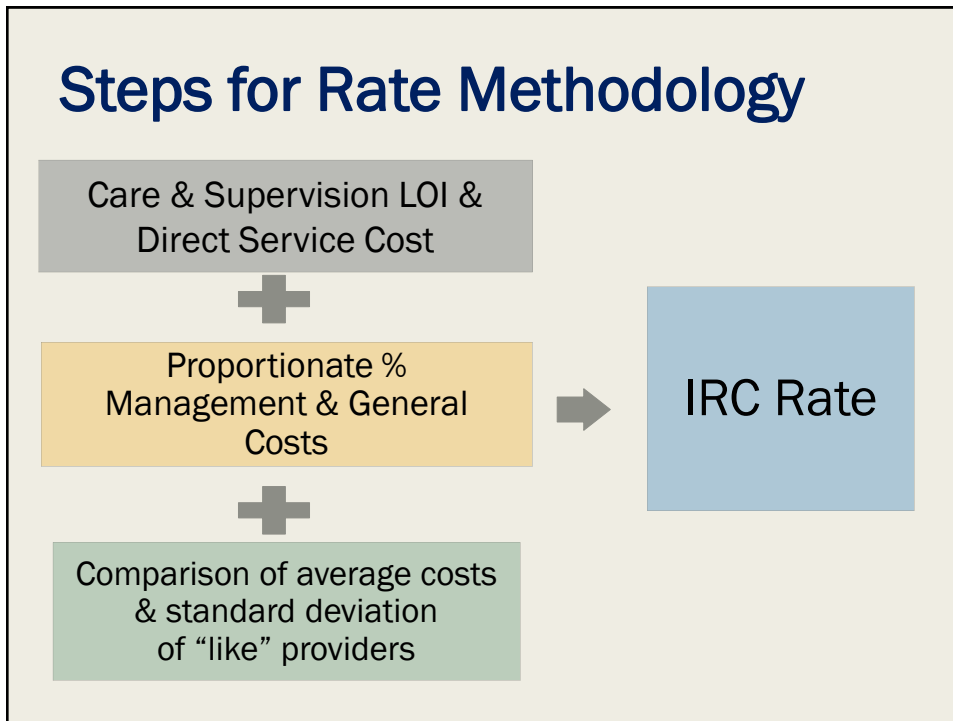 Steps for Rate Methodology
Care & Supervision LOI &
Direct Service Cost
Proportionate %
Management & General
Costs
IRC Rate
Comparison of average costs
& standard deviation
of “like” providers